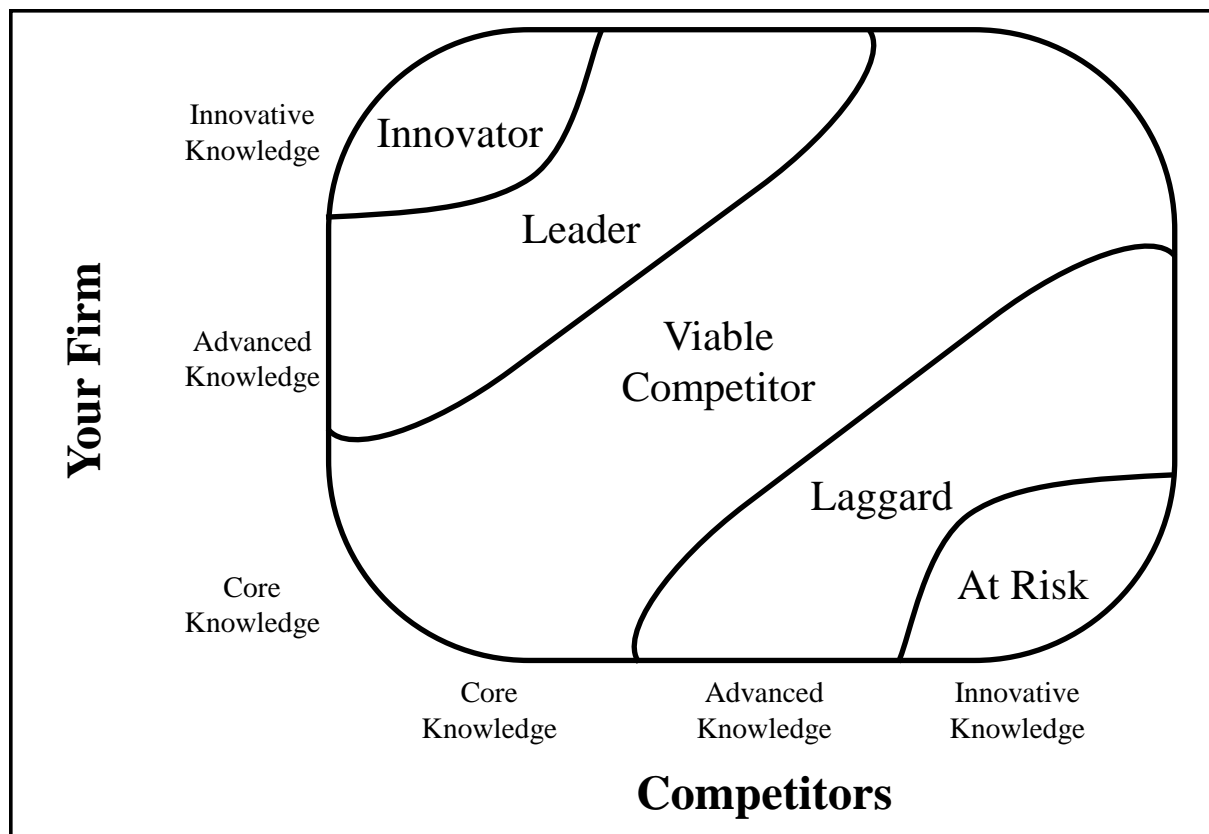 Innovative
Knowledge
Innovator
Leader
Your Firm
Advanced
Knowledge
Viable
Competitor
Laggard
Core
Knowledge
At Risk
Core
Knowledge
Advanced
Knowledge
Innovative
Knowledge
Competitors